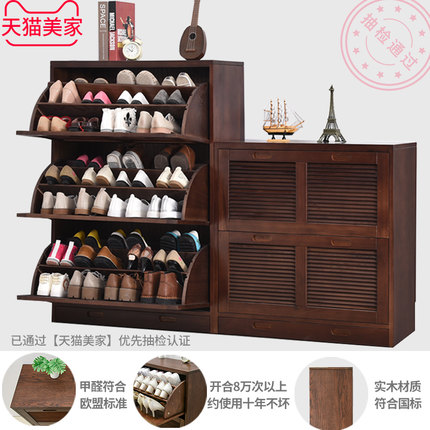 天猫美家
SPACE
抽检通过
已通过【天猫美家】优先抽检认证
甲醛符合
欧盟标准
开合8万次以上
约使用十年不坏
实木材质
符合国标